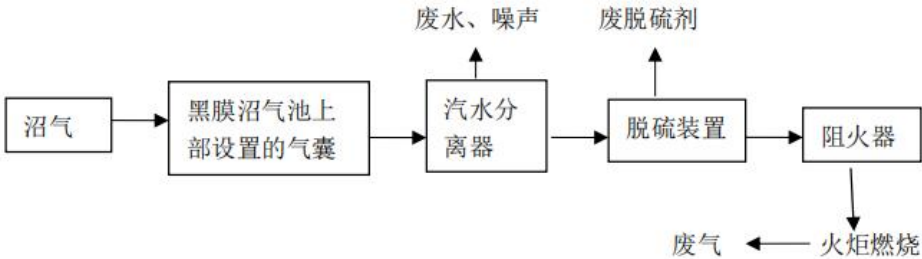 废水、噪声
废脱硫剂
沼气
黑膜沼气池上
部设置的气囊
汽水分
离器
脱硫装置
阻火器
废气
火炬燃烧